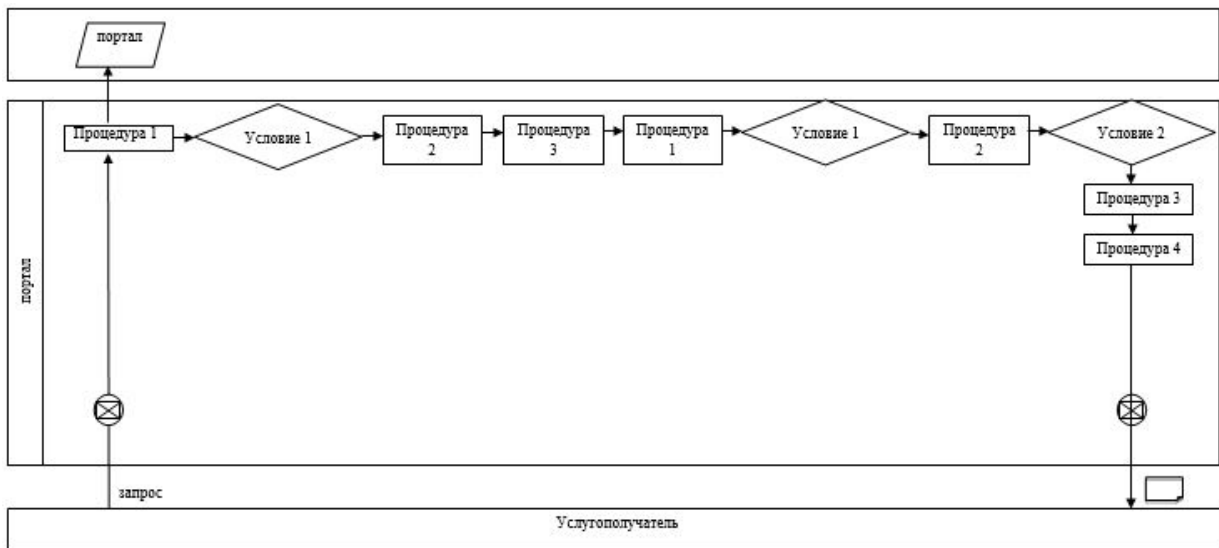 портал
Процедура 1
Условие 1
Процедура
2
Процедура
3
Процедура
1
Условие 1
Процедура
2
Условие 2
Процедура 3
Процедура 4
портал
запрос
Услугополучатель